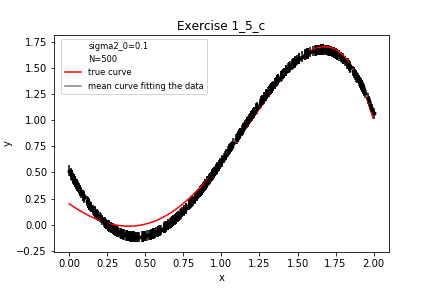 Exercise 1_5_c
sigma2_0=0.1
N=500
true curve
mean curve fitting the data
y
1.75
1.50
1.25
1.00
0.75
0.50
0.25
0.00
−0.25
0.00 0.25 0.50 0.75 1.00 1.25 1.50 1.75 2.00
x